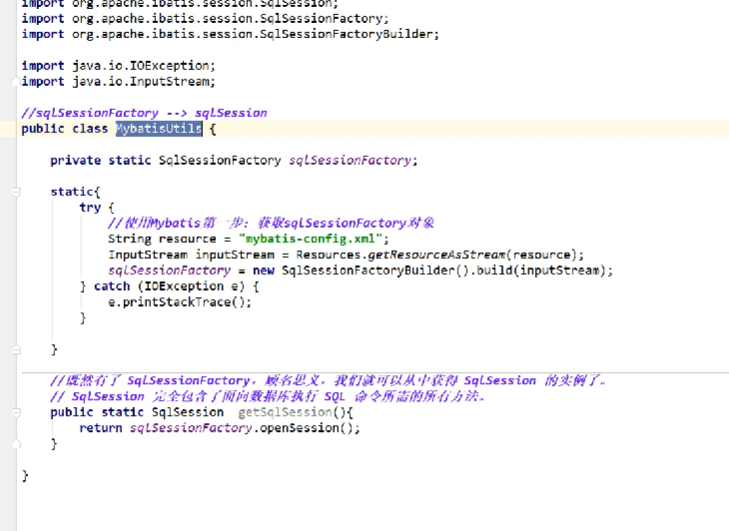 import org.apache.ibatis.session.SqlSession;
import org.apache.ibatis.session.SqlSessionFactory;
import org.apache.ibatis.session.SqlSessionFactoryBuilder;
import java.io.IOException;
import java.io.InputStream;
//sqlSessionFactory --> sqlSession
public class MybatisUtils {
private static SqlSessionFactory sqlSessionFactory;
static{
try {
//使用Mybatis第一步：获取sqlSessionFactory对象
String resource = "mybatis-config.xml";
InputStream inputStream = Resources.getResourceAsStream(resource);
sqlSessionFactory = new SqlSessionFactoryBuilder().build(inputStream);
} catch (IOException e) {
e.printStackTrace();
}
}
//既然有了 SqlSessionFactory，顾名思义，我们就可以从中获得 SqlSession 的实例了。
// SqlSession 完全包含了面向数据库执行 SQL 命令所需的所有方法。
public static SqlSession  getSqlSession(){
return sqlSessionFactory.openSession();
}
}